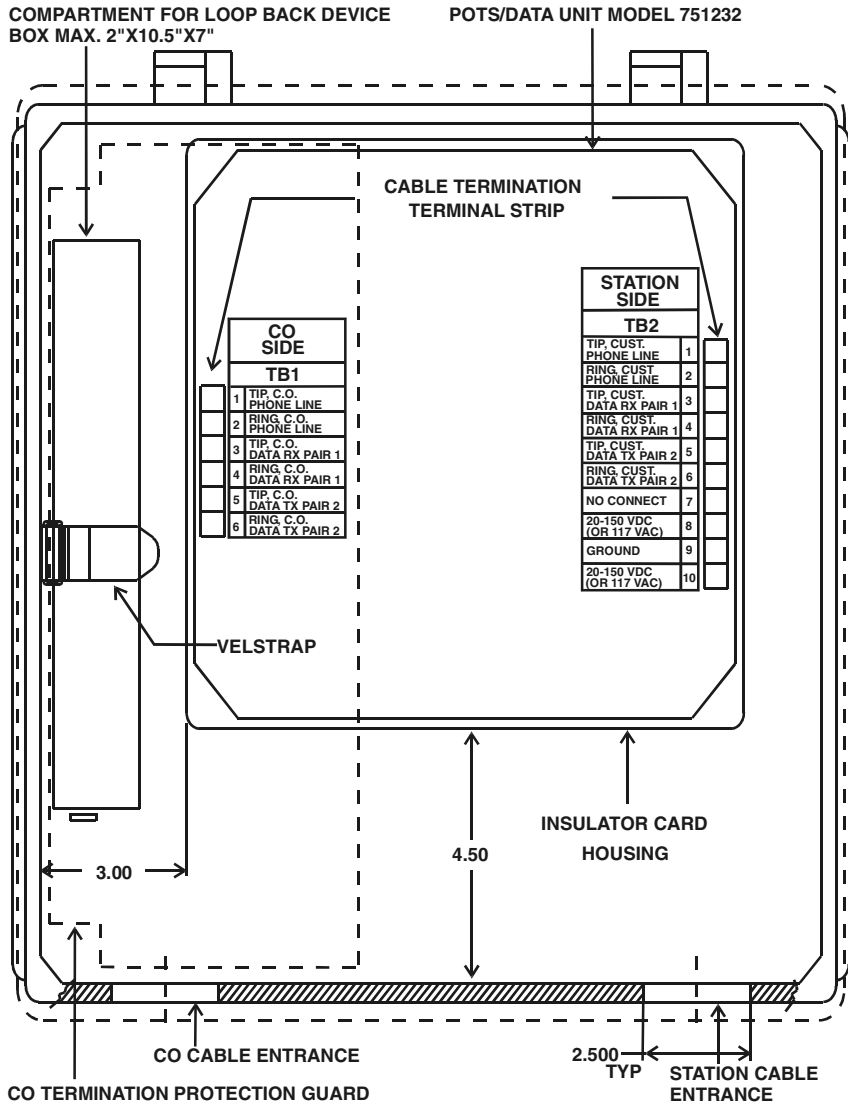 COMPARTMENT FOR LOOP BACK DEVICE
BOX MAX. 2"X10.5"X7"
POTS/DATA UNIT MODEL 751232
CABLE TERMINATION
TERMINAL STRIP
CO
SIDE
TB1
1 TIP, C.O.
PHONE LINE
2 RING, C.O.
PHONE LINE
3 TIP, C.O.
DATA RX PAIR 1
4 RING, C.O.
DATA RX PAIR 1
5 TIP, C.O.
DATA TX PAIR 2
6 RING, C.O.
DATA TX PAIR 2
STATION
SIDE
TB2
TIP, CUST.
PHONE LINE 1
RING, CUST
PHONE LINE 2
TIP, CUST.
DATA RX PAIR 1 3
RING, CUST.
DATA RX PAIR 1 4
TIP, CUST.
DATA TX PAIR 2 5
RING, CUST.
DATA TX PAIR 2 6
NO CONNECT 7
20-150 VDC
(OR 117 VAC) 8
GROUND 9
20-150 VDC
(OR 117 VAC) 10
VELSTRAP
INSULATOR CARD
HOUSING
4.50
3.00
CO CABLE ENTRANCE
2.500
TYP
STATION CABLE
ENTRANCE
CO TERMINATION PROTECTION GUARD